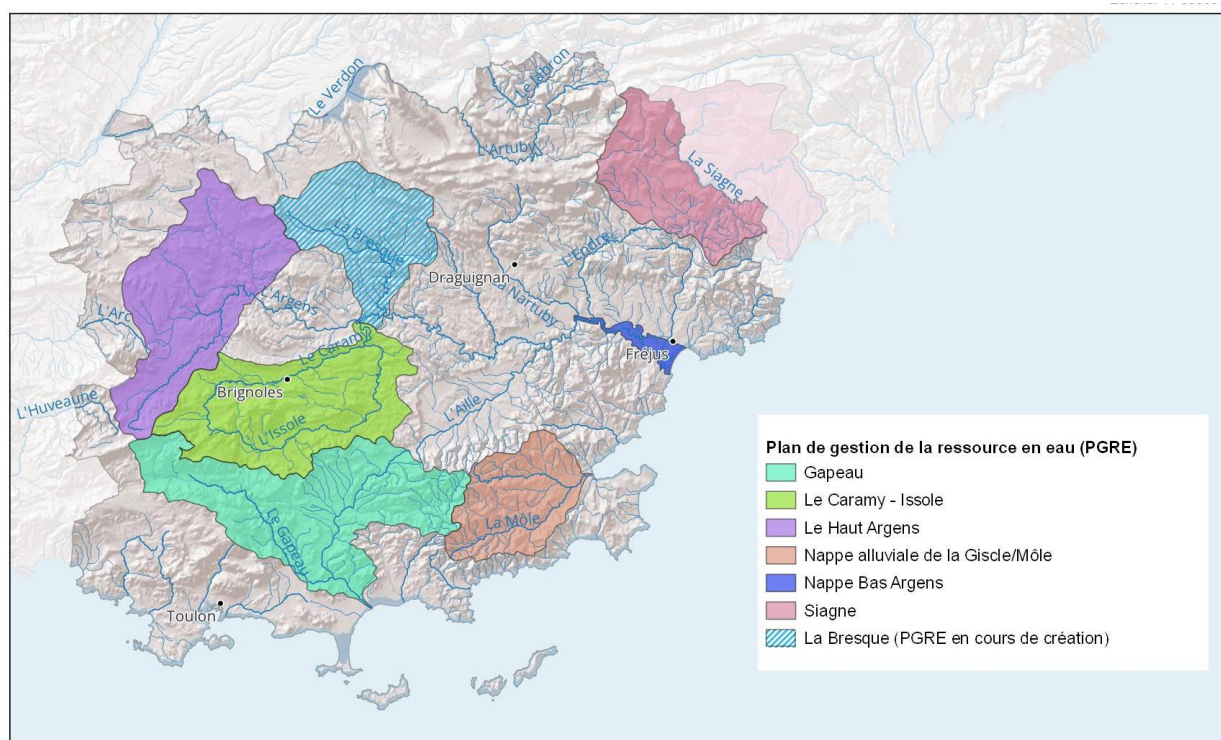 Le Verdon
Le Jabron
L'Artuby
La Siagne
La Bresque
L'Endre
Draguignan
La Nartuby
L'Argens
L'Arc
Le Caramy
Fréjus
Brignoles
L'Huveaune
L'Issole
L'Aille
La Môle
Le Gapeau
Toulon
Plan de gestion de la ressource en eau (PGRE)
Gapeau
Le Caramy - Issole
Le Haut Argens
Nappe alluviale de la Giscle/Môle
Nappe Bas Argens
Siagne
La Bresque (PGRE en cours de création)